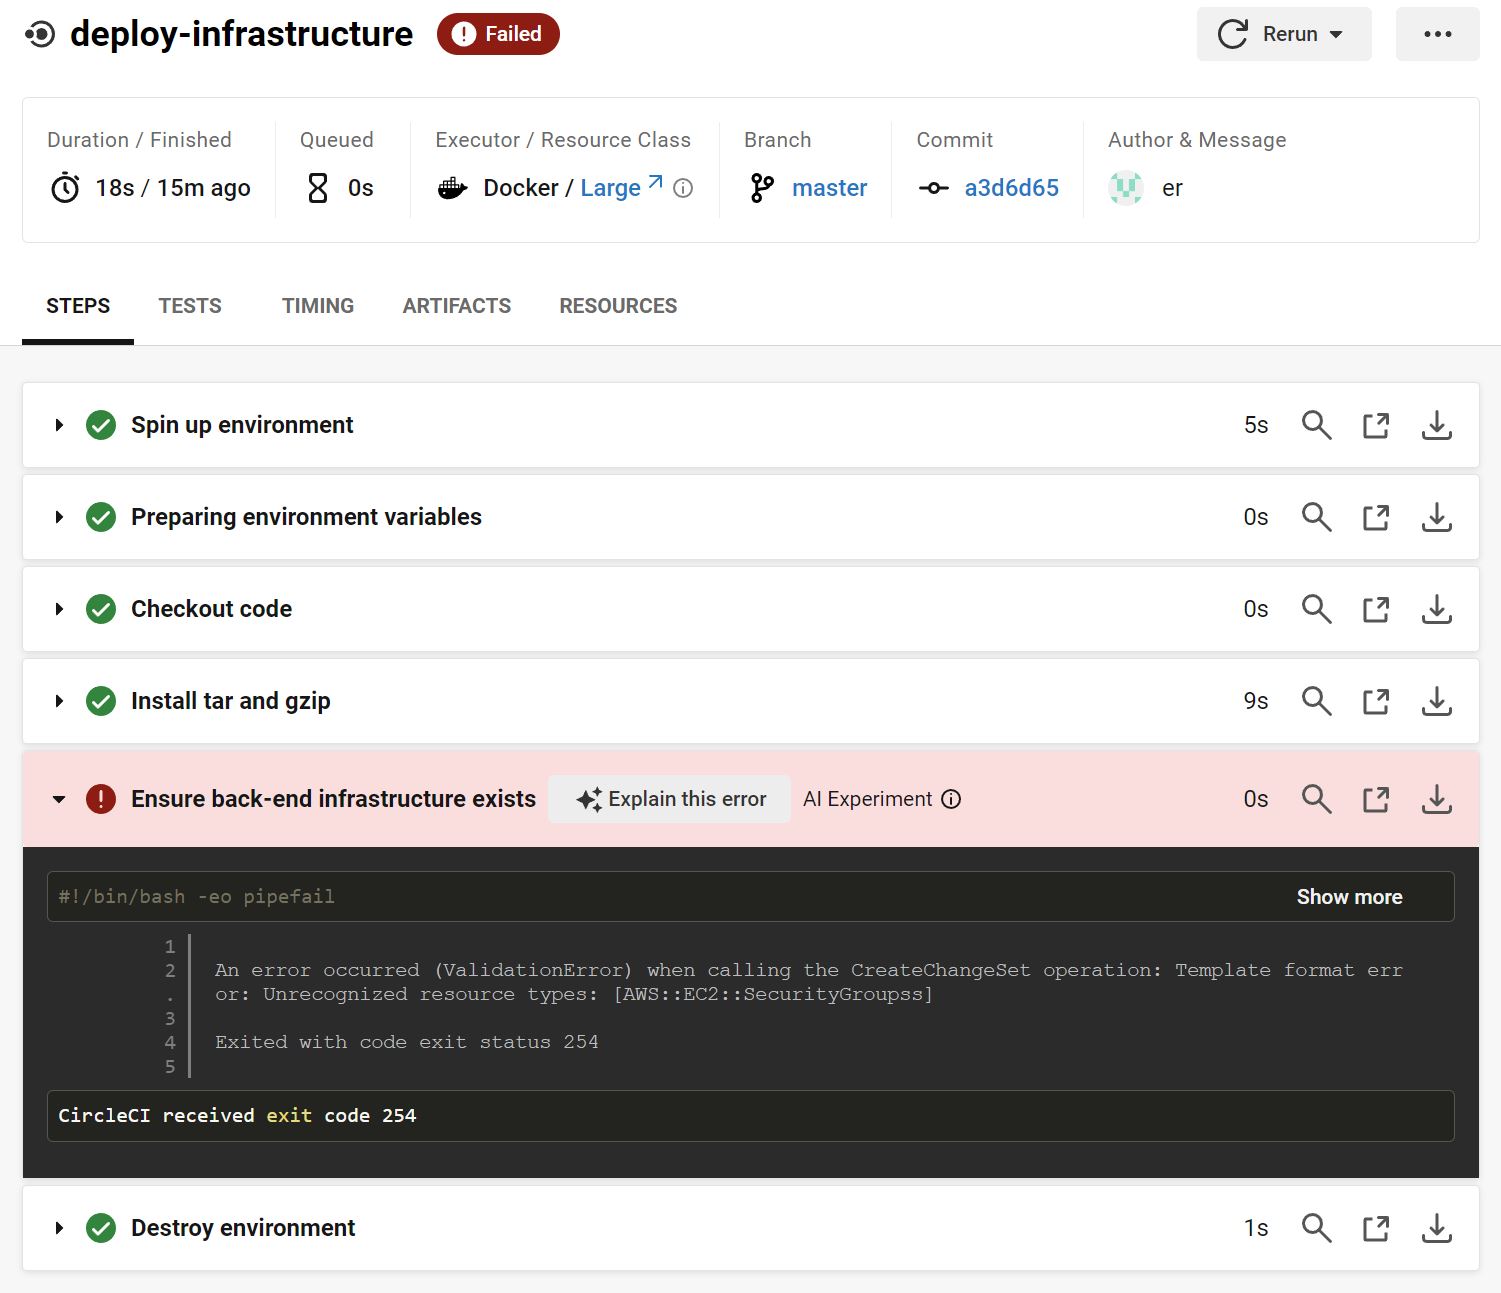 deploy-infrastructure
Failed
Rerun
Duration / Finished
18s / 15m ago
Queued
0s
Executor / Resource Class
Docker / Large
Branch
master
Commit
a3d6d65
Author & Message
er
STEPS
TESTS
TIMING
ARTIFACTS
RESOURCES
Spin up environment
5s
Preparing environment variables
0s
Checkout code
0s
Install tar and gzip
9s
Ensure back-end infrastructure exists
Explain this error
AI Experiment
0s
#!/bin/bash -eo pipefail
Show more
1
2 An error occurred (ValidationError) when calling the CreateChangeSet operation: Template format err
. or: Unrecognized resource types: [AWS::EC2::SecurityGroupss]
3
4 Exited with code exit status 254
5
CircleCI received exit code 254
Destroy environment
1s